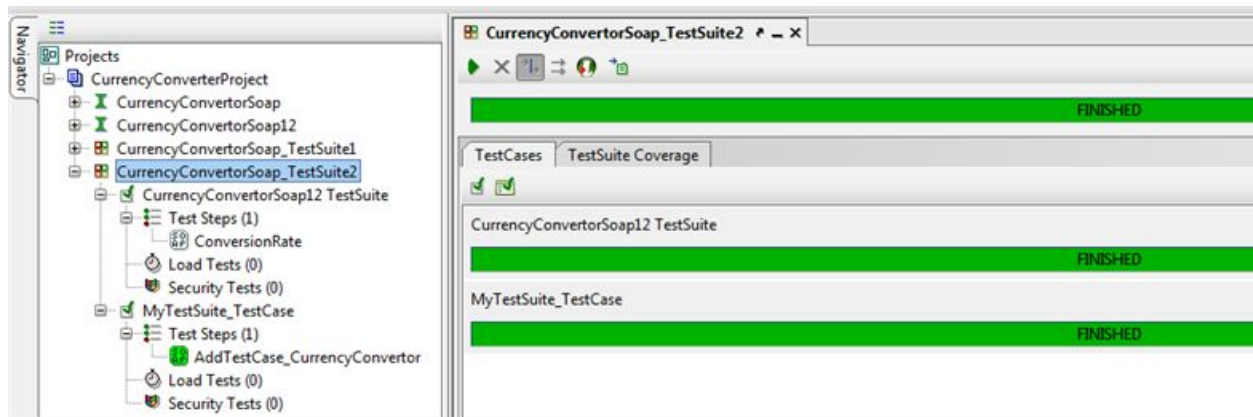 Navigator
Projects
CurrencyConverterProject
CurrencyConvertorSoap
CurrencyConvertorSoap12
CurrencyConvertorSoap_TestSuite1
CurrencyConvertorSoap_TestSuite2
CurrencyConvertorSoap12 TestSuite
Test Steps (1)
ConversionRate
Load Tests (0)
Security Tests (0)
MyTestSuite_TestCase
Test Steps (1)
AddTestCase_CurrencyConvertor
Load Tests (0)
Security Tests (0)
CurrencyConvertorSoap_TestSuite2
FINISHED
TestCases TestSuite Coverage
CurrencyConvertorSoap12 TestSuite
FINISHED
MyTestSuite_TestCase
FINISHED